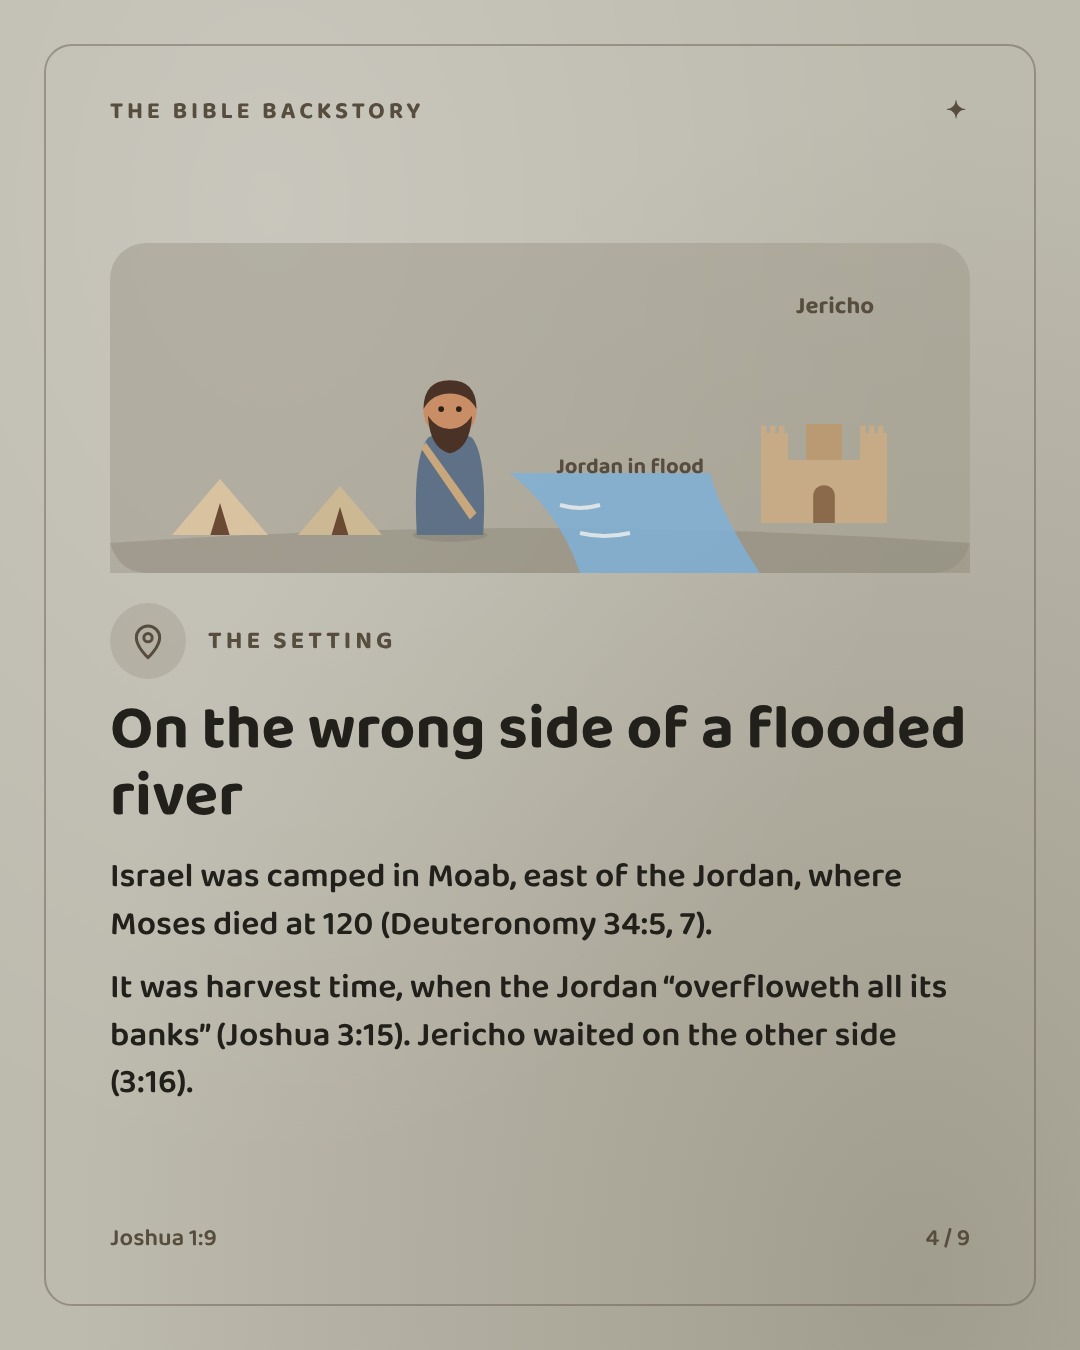 THE BIBLE BACKSTORY ✦
Jericho
Jordan in flood
THE SETTING
On the wrong side of a flooded
river
Israel was camped in Moab, east of the Jordan, where
Moses died at 120 (Deuteronomy 34:5, 7).
It was harvest time, when the Jordan “overfloweth all its
banks” (Joshua 3:15). Jericho waited on the other side
(3:16).
Joshua 1:9
4 / 9